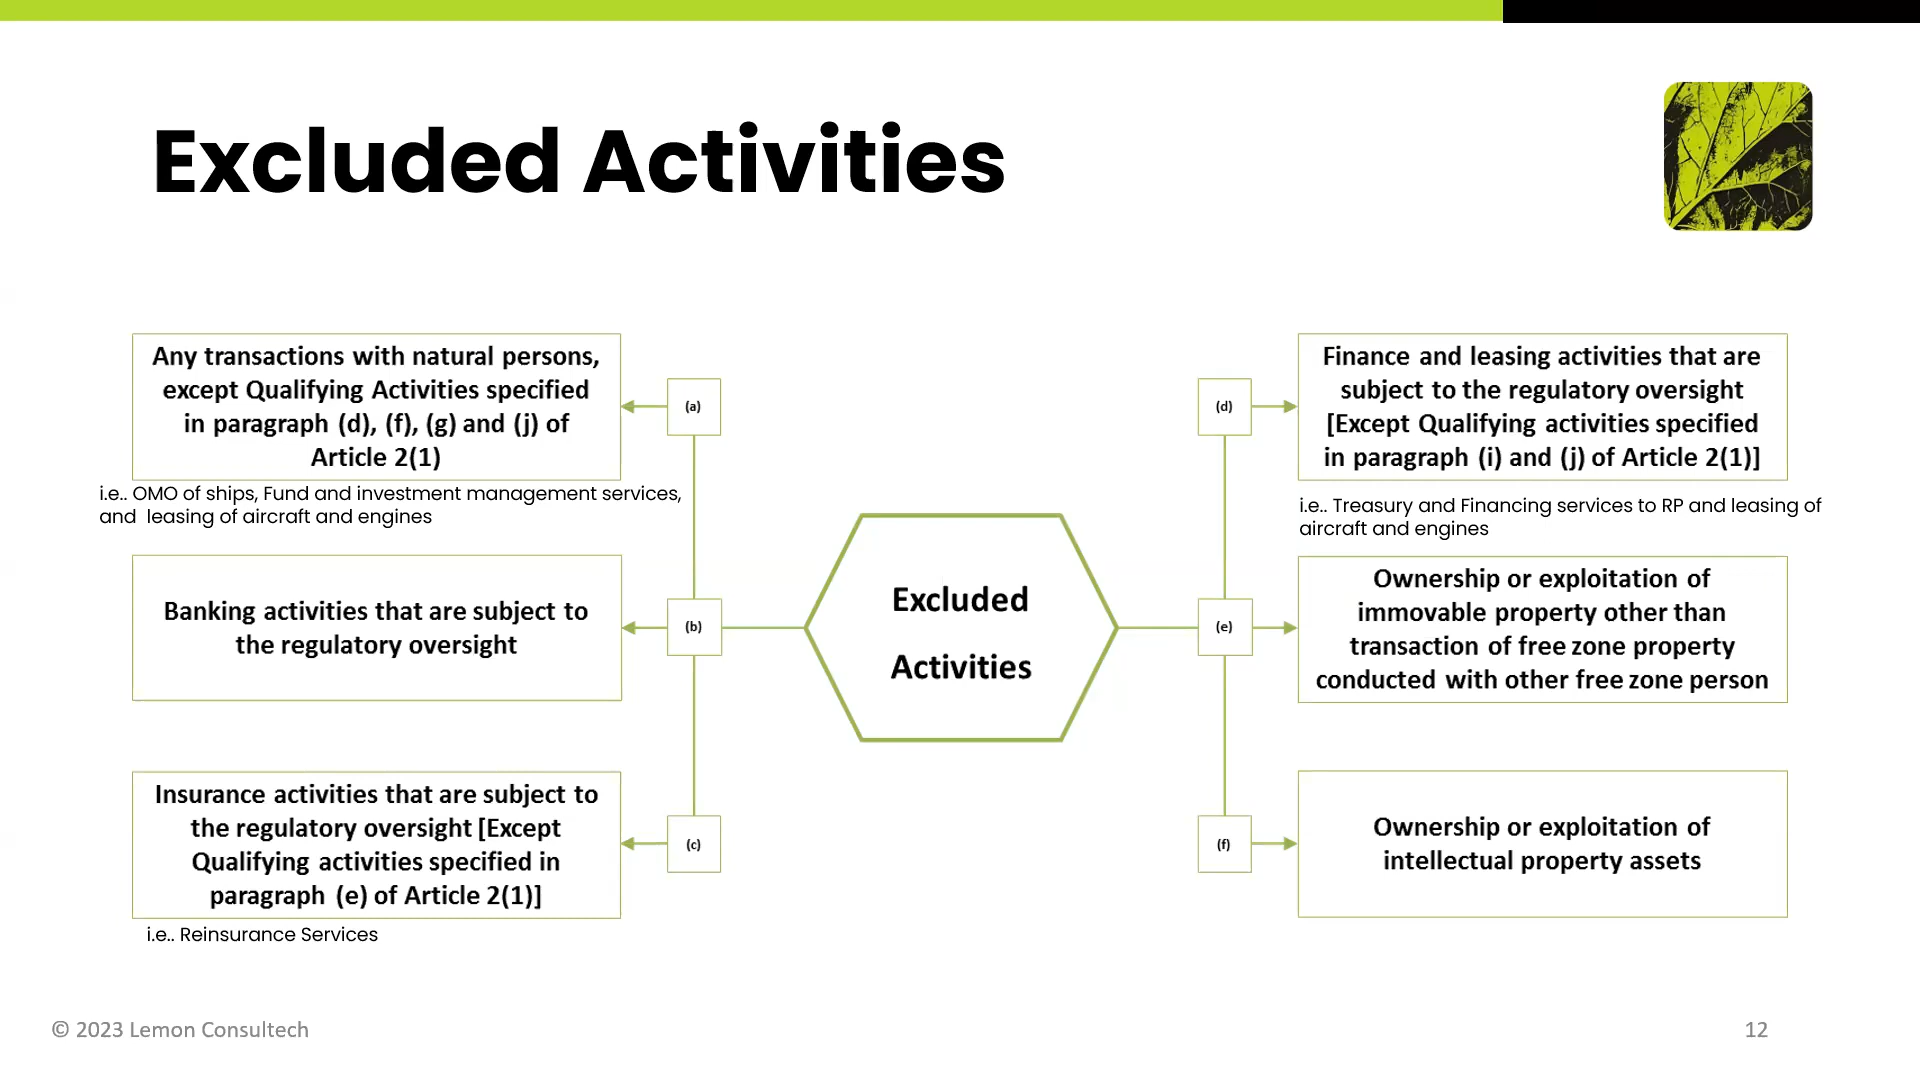 Excluded Activities
Any transactions with natural persons,
except Qualifying Activities specified
in paragraph (d), (f), (g) and (j) of
Article 2(1)
(a)
i.e.. OMO of ships, Fund and investment management services,
and leasing of aircraft and engines
Banking activities that are subject to
the regulatory oversight
(b)
Insurance activities that are subject to
the regulatory oversight [Except
Qualifying activities specified in
paragraph (e) of Article 2(1)]
(c)
i.e.. Reinsurance Services
Excluded
Activities
(d)
Finance and leasing activities that are
subject to the regulatory oversight
[Except Qualifying activities specified
in paragraph (i) and (j) of Article 2(1)]
i.e.. Treasury and Financing services to RP and leasing of
aircraft and engines
(e)
Ownership or exploitation of
immovable property other than
transaction of free zone property
conducted with other free zone person
(f)
Ownership or exploitation of
intellectual property assets
© 2023 Lemon Consultech
12